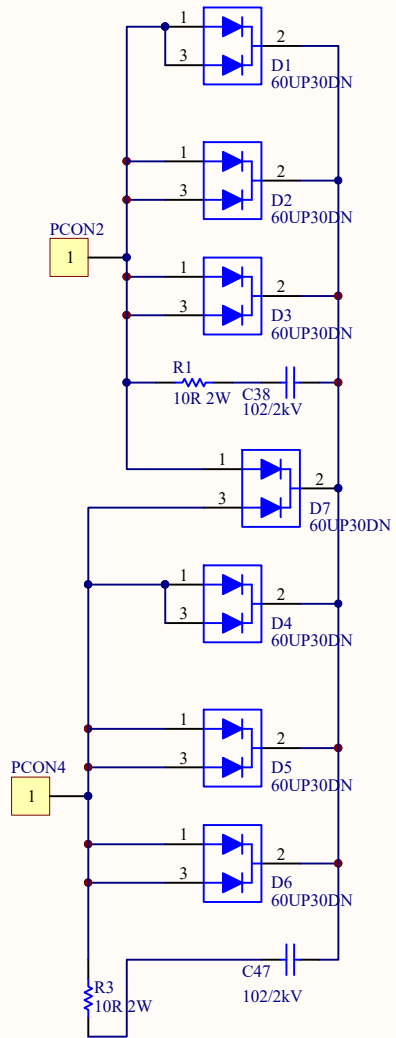 1
2
3
D1
60UP30DN
1
2
3
D2
60UP30DN
PCON2
1
1
2
3
D3
60UP30DN
R1
10R 2W
C38
102/2kV
1
2
3
D7
60UP30DN
1
2
3
D4
60UP30DN
1
2
3
D5
60UP30DN
PCON4
1
1
2
3
D6
60UP30DN
C47
102/2kV
R3
10R 2W